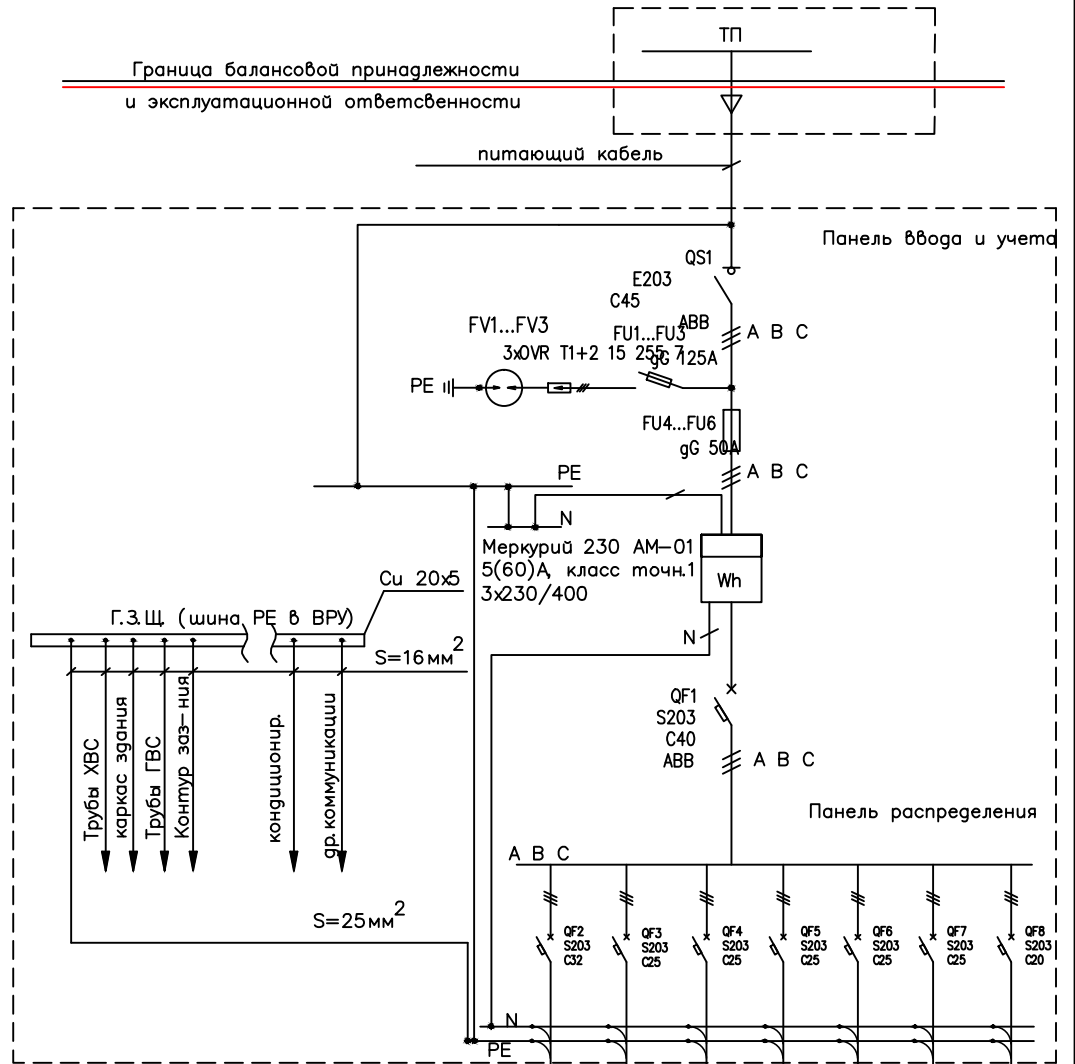 ТП
Граница балансовой принадлежности
и эксплуатационной ответсвенности
питающий кабель
Панель ввода и учета
QS1
E203
C45
ABB
A B C
FV1...FV3
FU1...FU3
3xOVR T1+2 15 255 7
gG 125A
PE
FU4...FU6
gG 50A
A B C
PE
N
Меркурий 230 АМ-01
5(60)А, класс точн.1
3x230/400
Wh
Cu 20x5
Г.З.Щ. (шина РЕ в ВРУ)
N
S=16мм2
QF1
S203
C40
ABB
A B C
Трубы ХВС
каркас здания
Трубы ГВС
Контур заз-ния
кондиционир.
др.коммуникации
Панель распределения
A B C
S=25мм2
QF2
S203
C32
QF3
S203
C25
QF4
S203
C25
QF5
S203
C25
QF6
S203
C25
QF7
S203
C25
QF8
S203
C20
N
PE